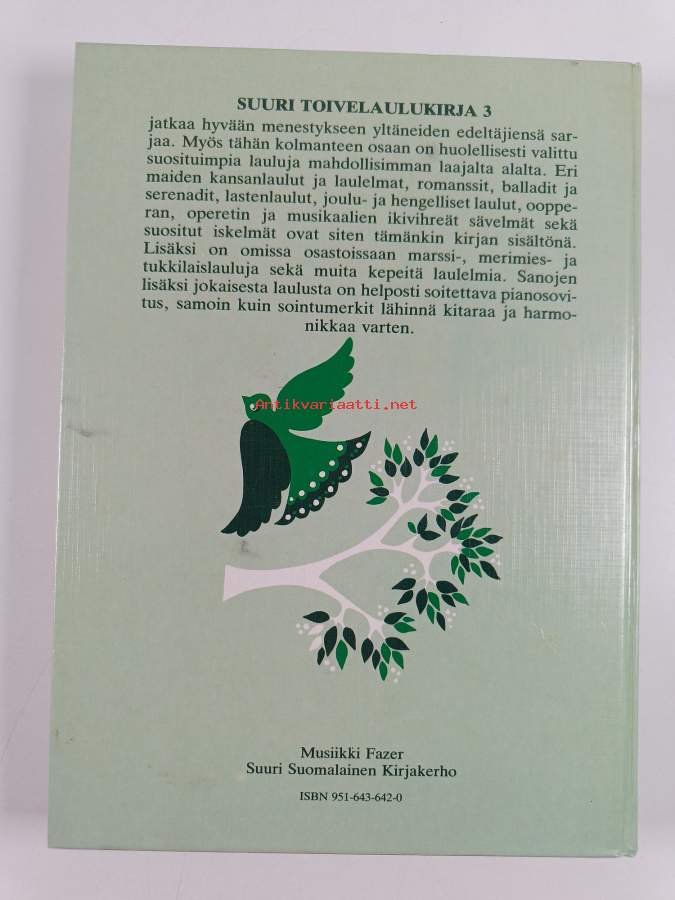 SUURI TOIVELAULUKIRJA 3
jatkaa hyvään menestykseen yltäneiden edeltäjiensä sar-
jaa. Myös tähän kolmanteen osaan on huolellisesti valittu
suosituimpia lauluja mahdollisimman laajalta alalta. Eri
maiden kansanlaulut ja laulelmat, romanssit, balladit ja
serenadit, lastenlaulut, joulu- ja hengelliset laulut, ooppe-
ran, operetin ja musikaalien ikivihreät sävelmät sekä
suositut iskelmät ovat siten tämänkin kirjan sisältönä.
Lisäksi on omissa osastoissaan marssi-, merimies- ja
tukkilaislauluja sekä muita kepeitä laulelmia. Sanojen
lisäksi jokaisesta laulusta on helposti soitettava pianosovi-
tus, samoin kuin sointumerkit lähinnä kitaraa ja harmo-
nikkaa varten.
Antikvariaatti.net
Musiikki Fazer
Suuri Suomalainen Kirjakerho
ISBN 951-643-642-0